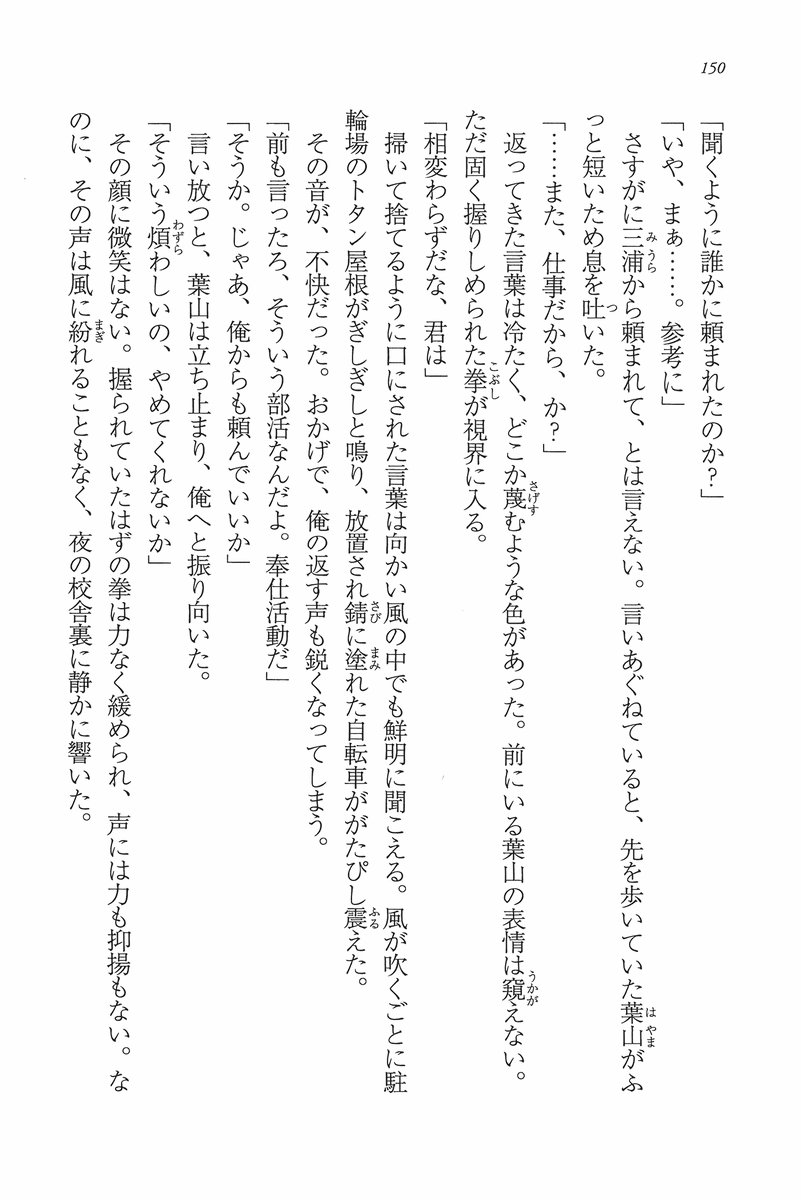 150
「聞くように誰かに頼まれたのか？」
「いや、まぁ……。参考に」
さすがに三浦から頼まれて、とは言えない。言いあぐねていると、先を歩いていた葉山がふ
っと短いため息を吐いた。
「……また、仕事だから、か？」
返ってきた言葉は冷たく、どこか蔑むような色があった。前にいる葉山の表情は窺えない。
ただ固く握りしめられた拳が視界に入る。
「相変わらずだな、君は」
掃いて捨てるように口にされた言葉は向かい風の中でも鮮明に聞こえる。風が吹くごとに駐
輪場のトタン屋根がぎしぎしと鳴り、放置され錆に塗れた自転車ががたぴし震えた。
その音が、不快だった。おかげで、俺の返す声も鋭くなってしまう。
「前も言ったろ、そういう部活なんだよ。奉仕活動だ」
「そうか。じゃあ、俺からも頼んでいいか」
言い放つと、葉山は立ち止まり、俺へと振り向いた。
「そういう煩わしいの、やめてくれないか」
その顔に微笑はない。握られていたはずの拳は力なく緩められ、声には力も抑揚もない。な
のに、その声は風に紛れることもなく、夜の校舎裏に静かに響いた。